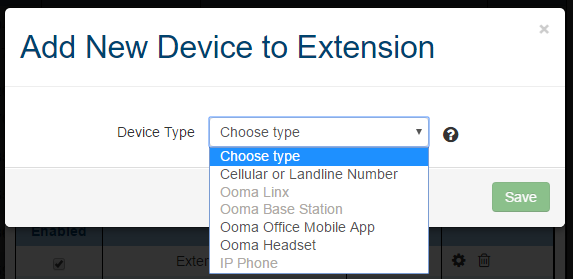 Add New Device to Extension
×
Device Type
Choose type
Choose type
Cellular or Landline Number
Ooma Linx
Ooma Base Station
Ooma Office Mobile App
Ooma Headset
IP Phone
Save
Enabled
Exten